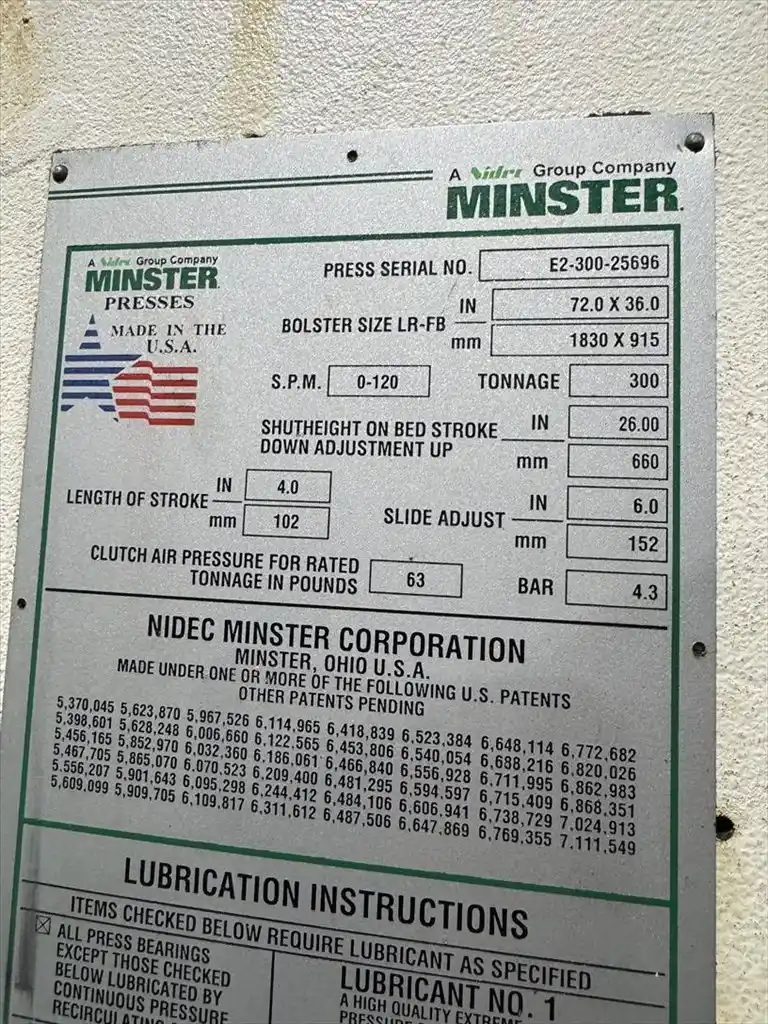 A Nidec Group Company
MINSTER
A Nidec Group Company
MINSTER
PRESSES
MADE IN THE
U.S.A.
PRESS SERIAL NO. E2-300-25696
BOLSTER SIZE LR-FB IN 72.0 X 36.0
mm 1830 X 915
S.P.M. 0-120 TONNAGE 300
SHUTHEIGHT ON BED STROKE IN 26.00
DOWN ADJUSTMENT UP mm 660
LENGTH OF STROKE IN 4.0
mm 102
SLIDE ADJUST IN 6.0
mm 152
CLUTCH AIR PRESSURE FOR RATED
TONNAGE IN POUNDS 63 BAR 4.3
NIDEC MINSTER CORPORATION
MINSTER, OHIO U.S.A.
MADE UNDER ONE OR MORE OF THE FOLLOWING U.S. PATENTS
OTHER PATENTS PENDING
5,370,045 5,623,870 5,967,526 6,114,965 6,418,839 6,523,384 6,648,114 6,772,682
5,398,601 5,628,248 6,006,660 6,122,565 6,453,806 6,540,054 6,688,216 6,820,026
5,456,165 5,852,970 6,032,360 6,186,061 6,466,840 6,556,928 6,711,995 6,862,983
5,467,705 5,865,070 6,070,523 6,209,400 6,481,295 6,594,597 6,715,409 6,868,351
5.556,207 5,901,643 6,095,298 6,244,412 6,484,106 6,606,941 6,738,729 7,024,913
5,609,099 5,909,705 6,109,817 6,311,612 6,487,506 6,647,869 6,769,355 7,111,549
LUBRICATION INSTRUCTIONS
ITEMS CHECKED BELOW REQUIRE LUBRICANT AS SPECIFIED
ALL PRESS BEARINGS
EXCEPT THOSE CHECKED
BELOW LUBRICATED BY
CONTINUOUS PRESSURE
RECIRCULATING
LUBRICANT NO. 1
A HIGH QUALITY EXTREME
PRESSURE